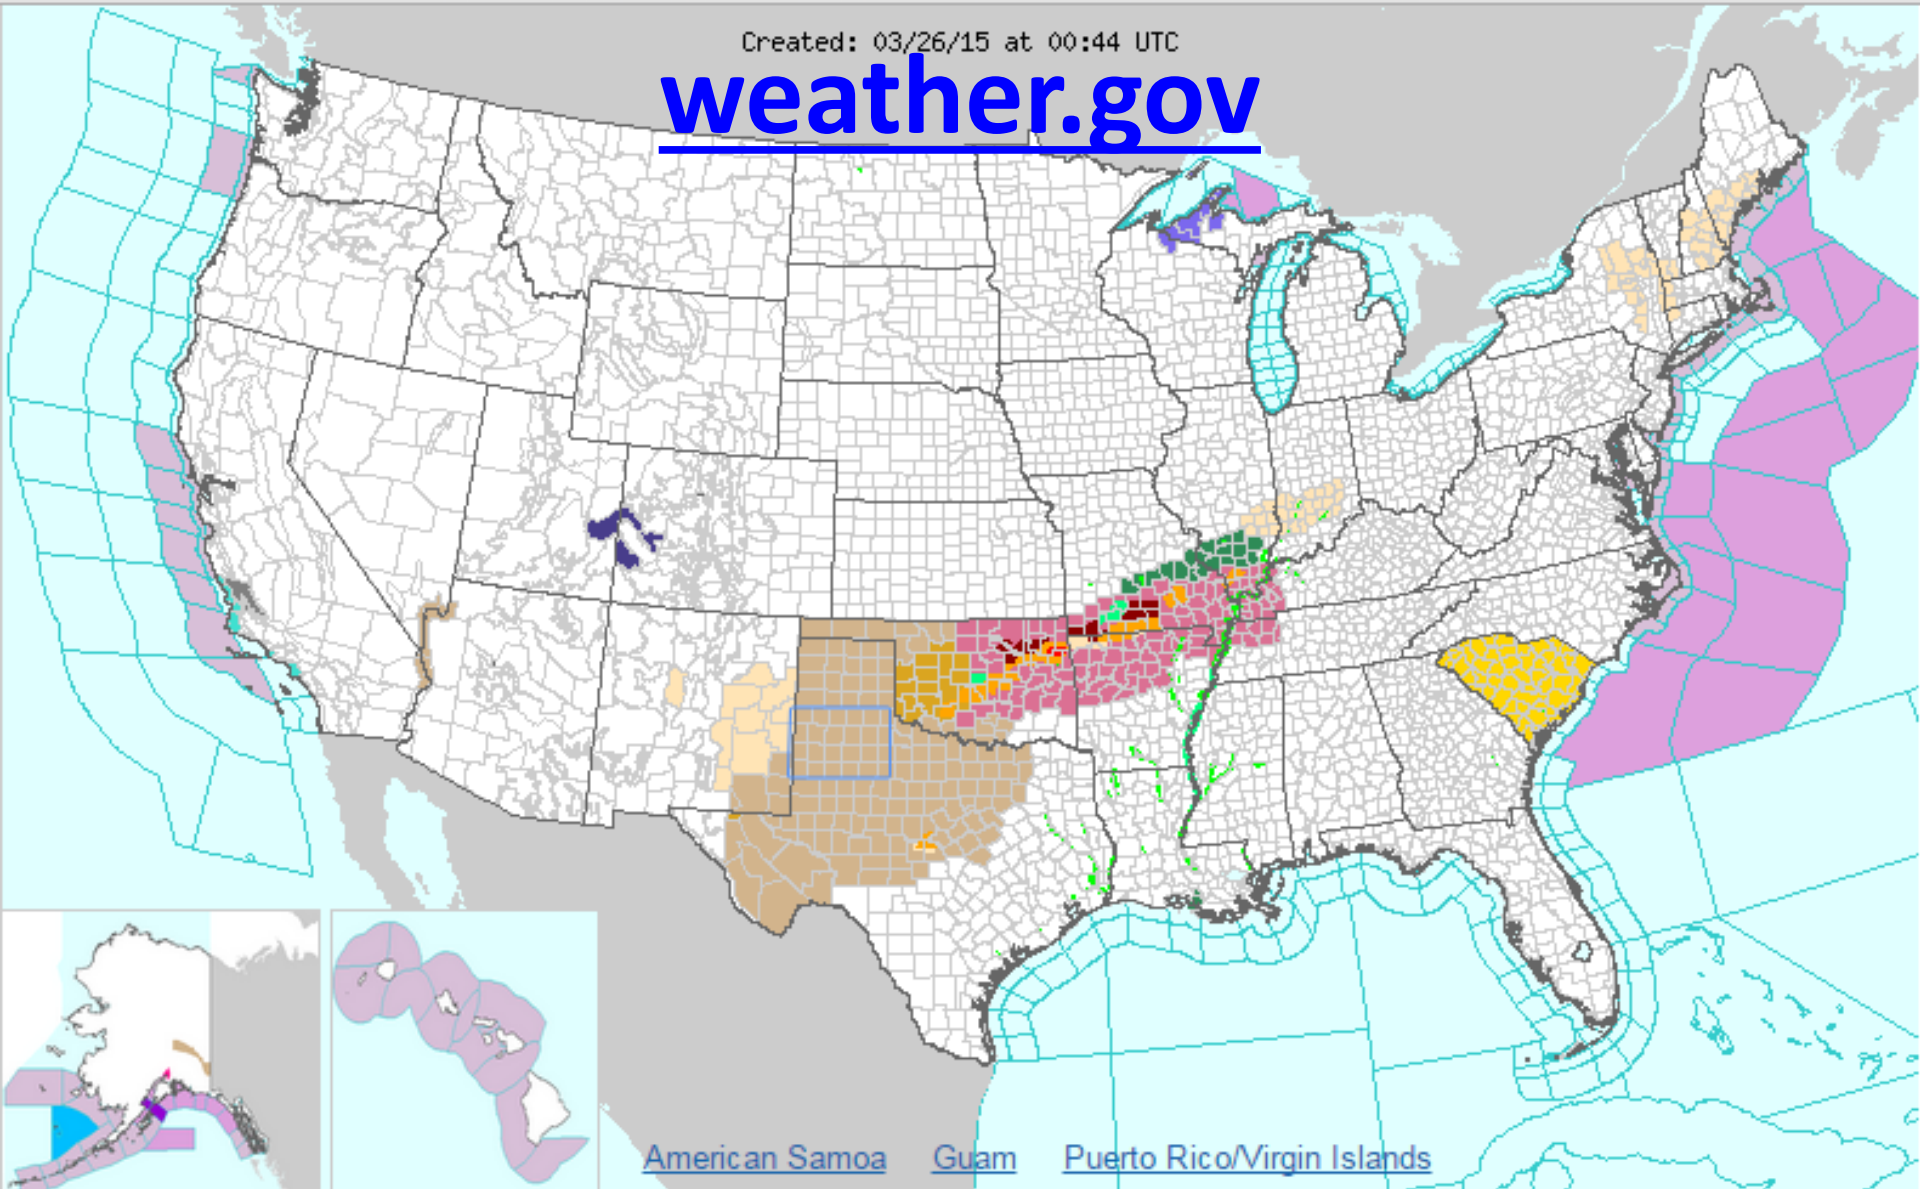 Created: 03/26/15 at 00:44 UTC
weather.gov
American Samoa Guam Puerto Rico/Virgin Islands